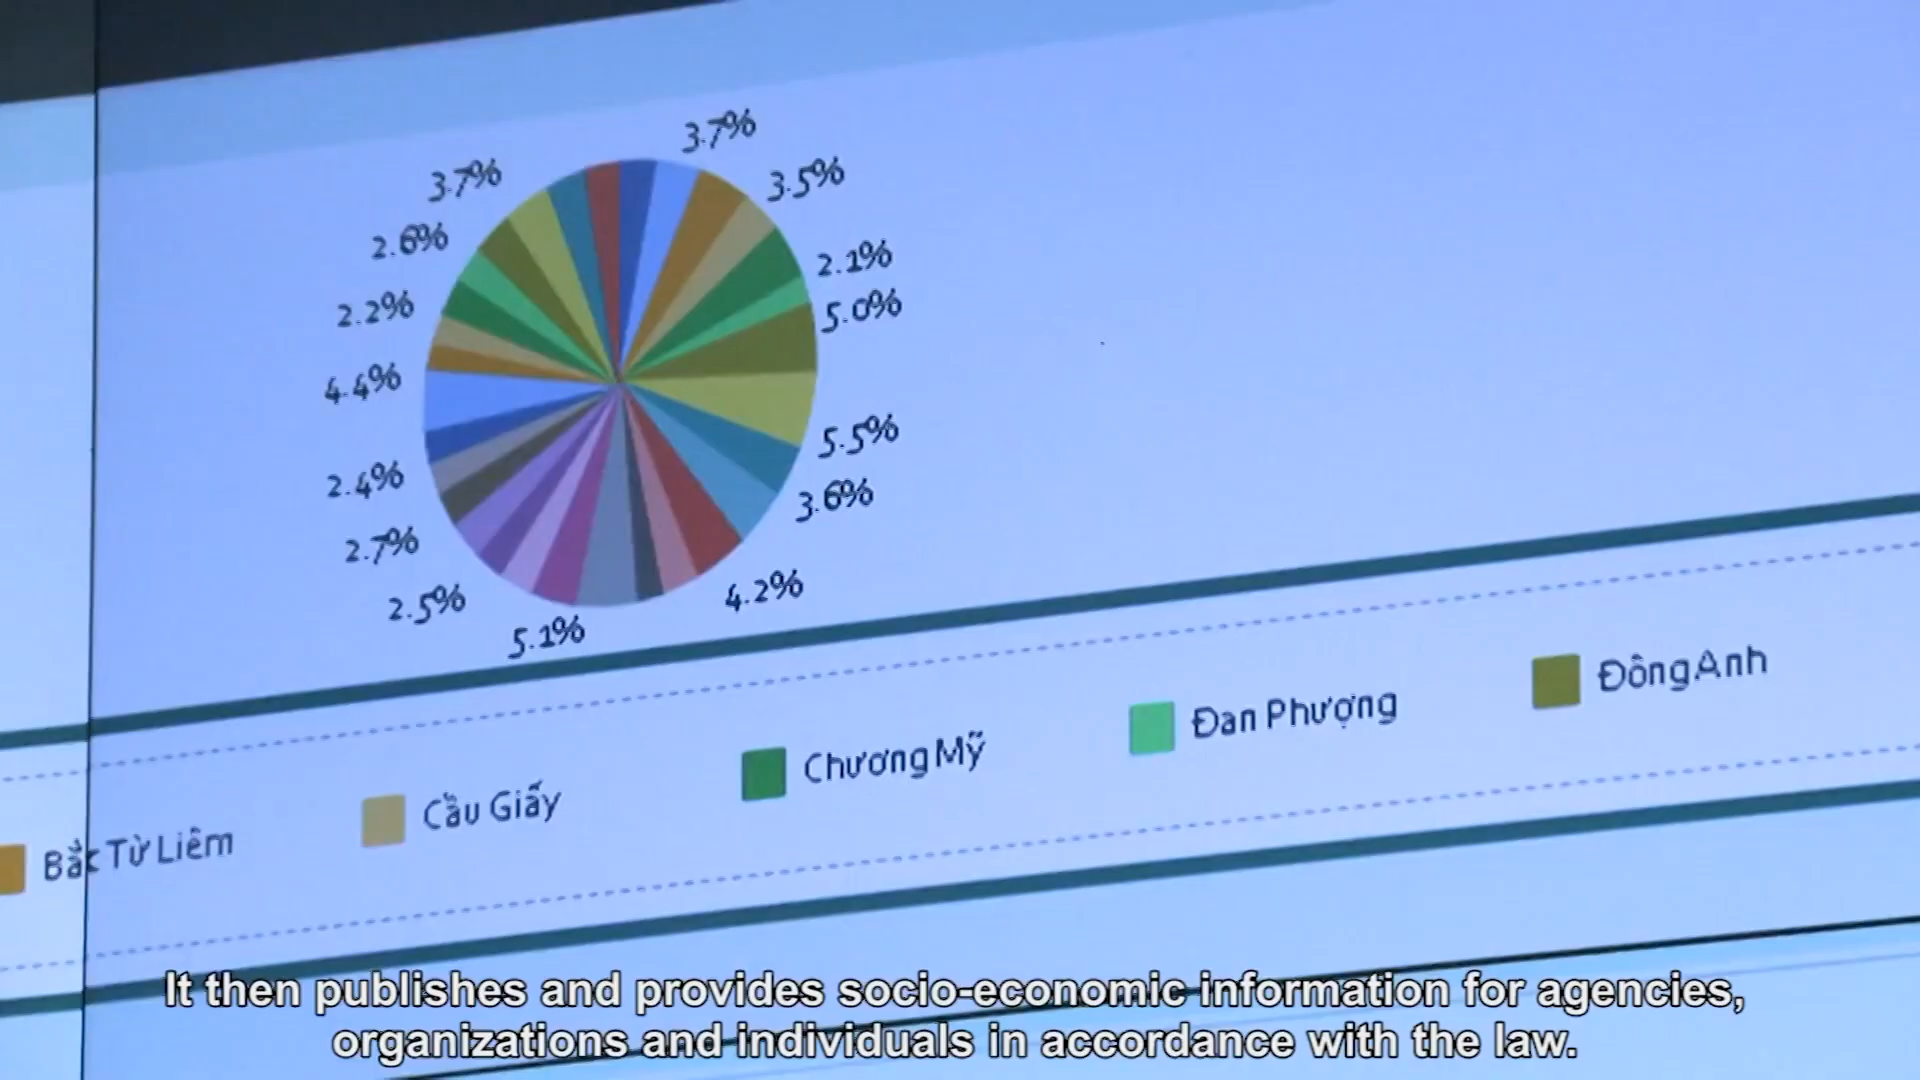 3.7%
3.7%
3.5%
2.6%
2.1%
2.2%
5.0%
4.4%
5.5%
2.4%
3.6%
2.7%
4.2%
2.5%
5.1%
Bắc Từ Liêm
Cầu Giấy
Chương Mỹ
Đan Phượng
Đông Anh
It then publishes and provides socio-economic information for agencies,
organizations and individuals in accordance with the law.